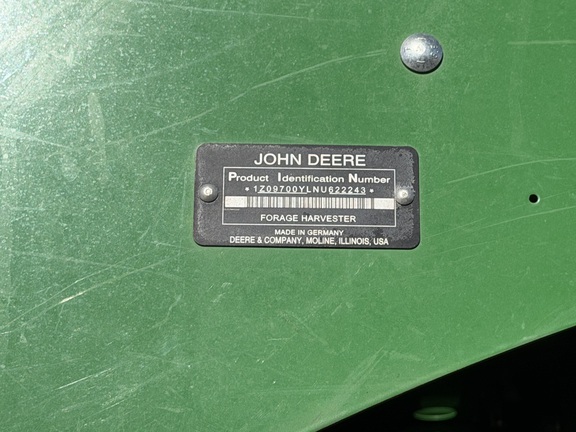 JOHN DEERE
Product Identification Number
*1Z09700YLNU622243*
FORAGE HARVESTER
MADE IN GERMANY
DEERE & COMPANY, MOLINE, ILLINOIS, USA